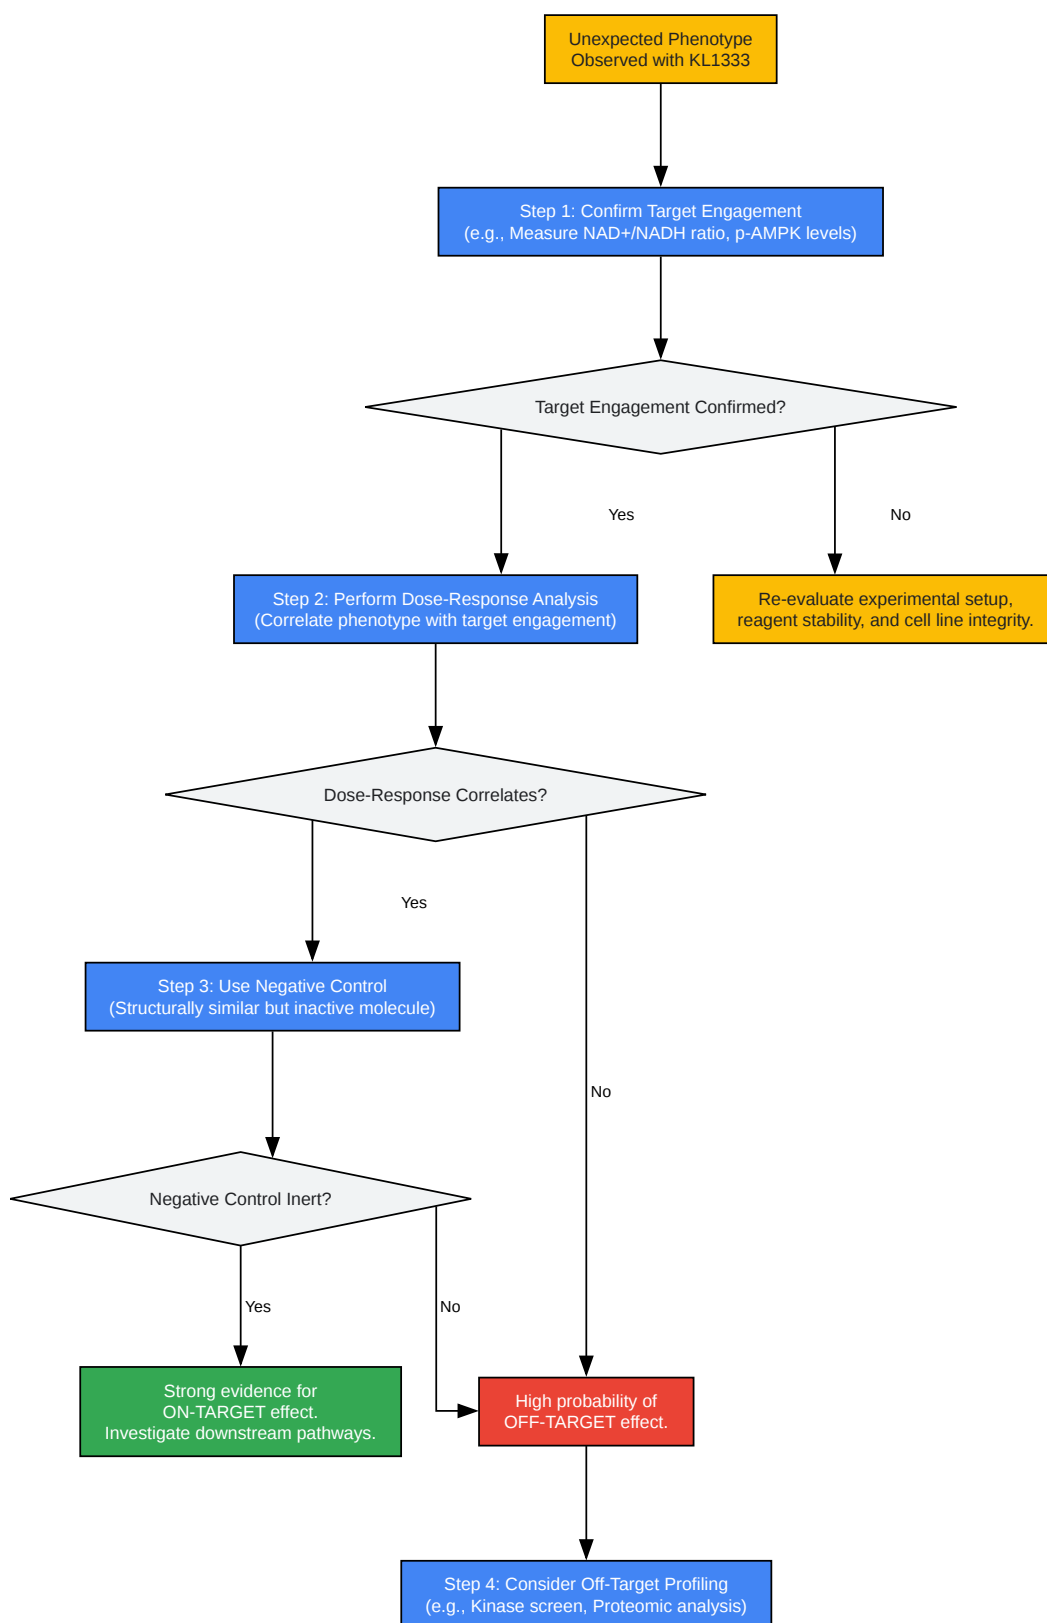 Unexpected Phenotype
Observed with KL1333
Step 1: Confirm Target Engagement
(e.g., Measure NAD+/NADH ratio, p-AMPK levels)
Target Engagement Confirmed?
Yes
No
Step 2: Perform Dose-Response Analysis
(Correlate phenotype with target engagement)
Re-evaluate experimental setup,
reagent stability, and cell line integrity.
Dose-Response Correlates?
Yes
Step 3: Use Negative Control
(Structurally similar but inactive molecule)
No
Negative Control Inert?
Yes
No
Strong evidence for
ON-TARGET effect.
Investigate downstream pathways.
High probability of
OFF-TARGET effect.
Step 4: Consider Off-Target Profiling
(e.g., Kinase screen, Proteomic analysis)